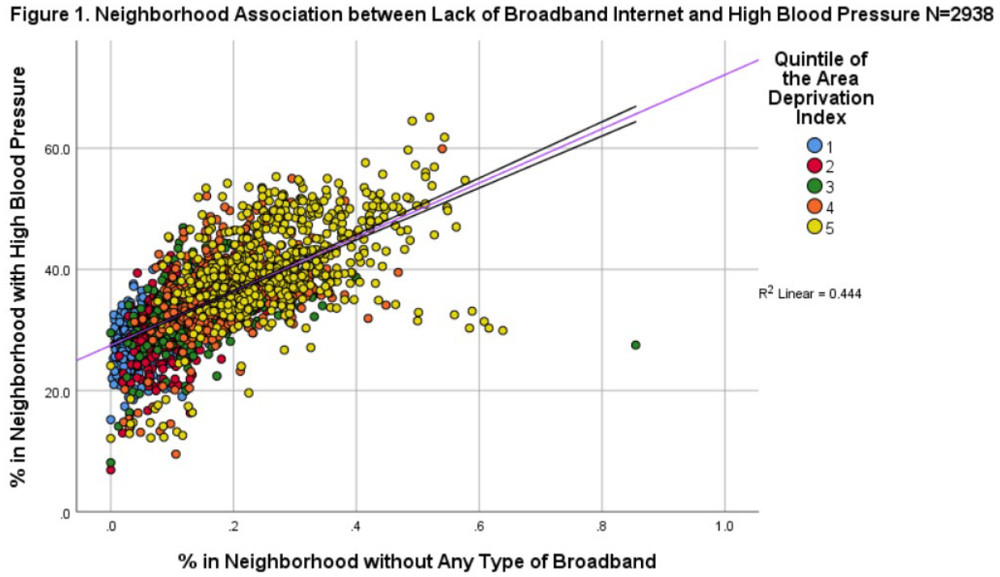 Figure 1. Neighborhood Association between Lack of Broadband Internet and High Blood Pressure N=2938
% in Neighborhood with High Blood Pressure
60.0
40.0
20.0
.0
.0 .2 .4 .6 .8 1.0
% in Neighborhood without Any Type of Broadband
Quintile of
the Area
Deprivation
Index
1
2
3
4
5
R² Linear = 0.444